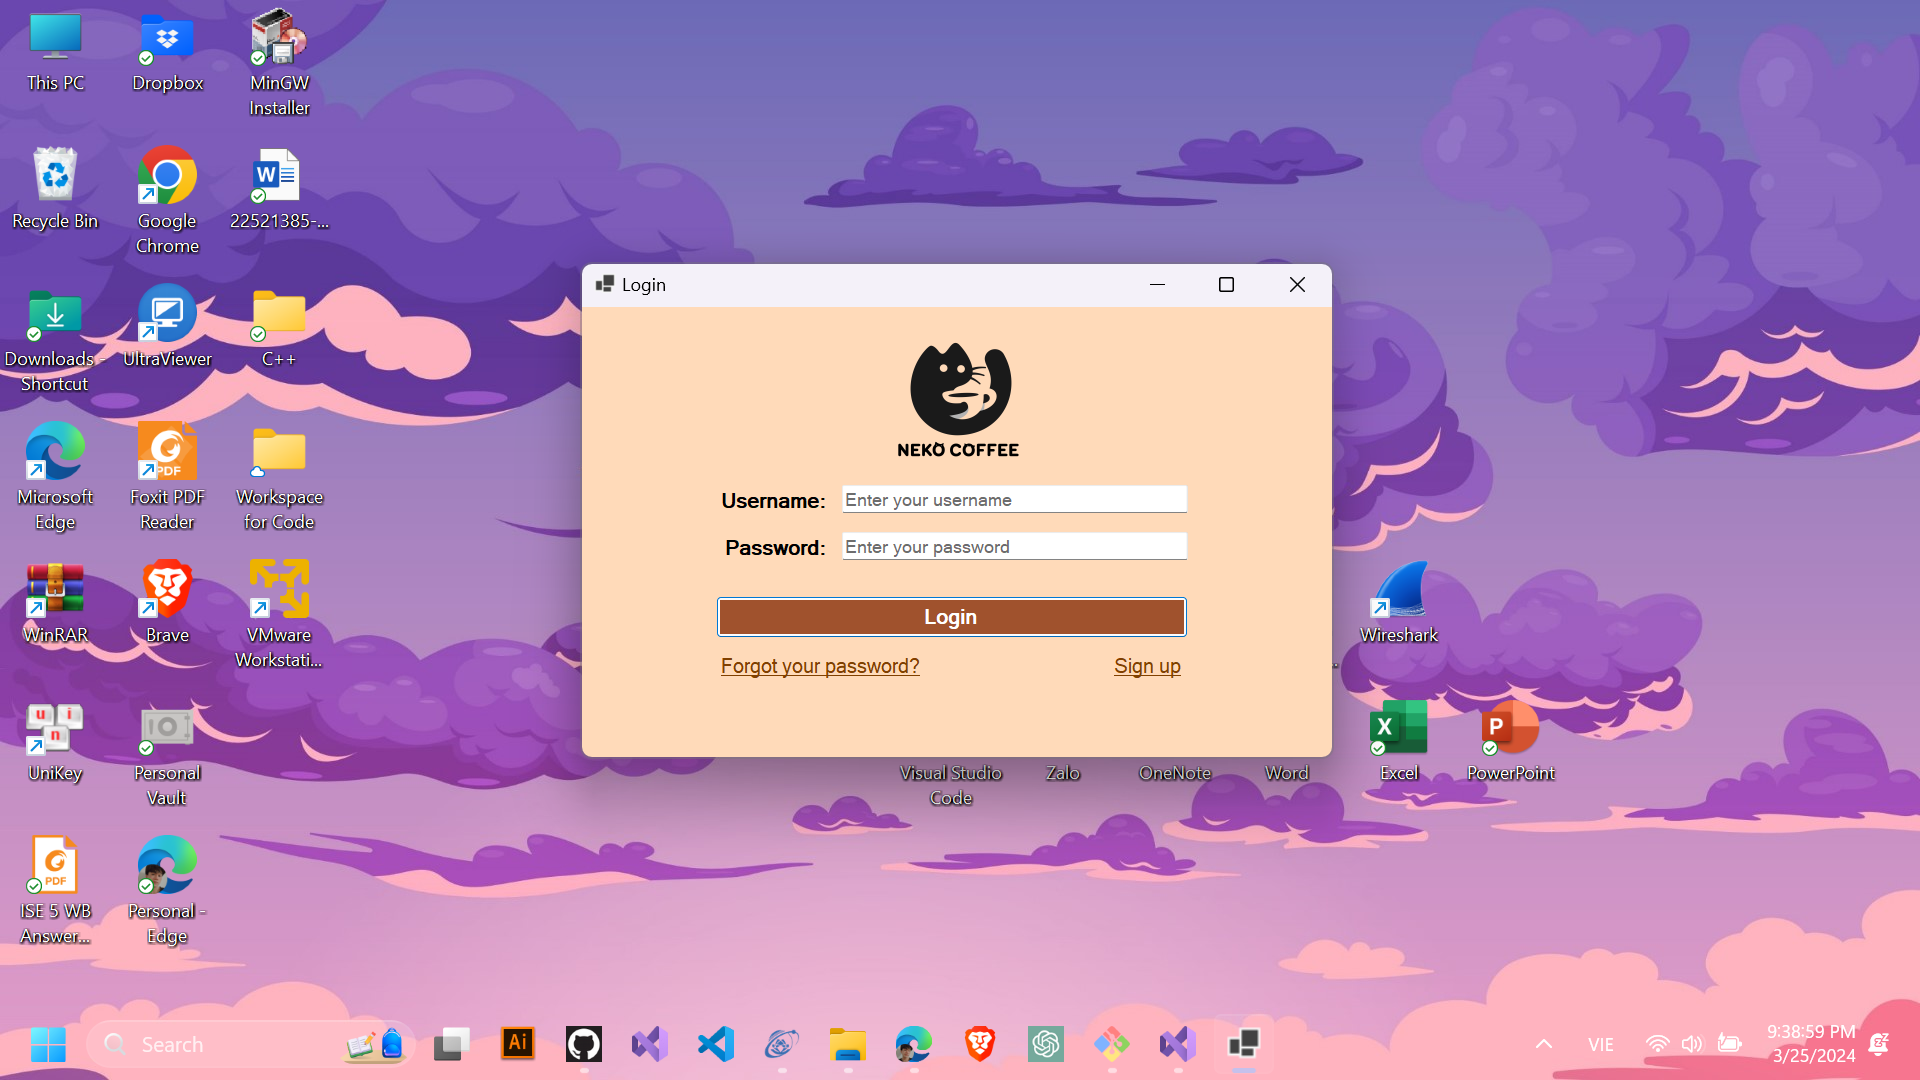 This PC
Dropbox
MinGW
Installer
Recycle Bin
Google
Chrome
22521385-...
Downloads -
Shortcut
UltraViewer
C++
Microsoft
Edge
Foxit PDF
Reader
Workspace
for Code
WinRAR
Brave
VMware
Workstati...
UniKey
Personal
Vault
ISE 5 WB
Answer...
Personal -
Edge
Login
NEKO COFFEE
Username:
Enter your username
Password:
Enter your password
Login
Forgot your password?
Sign up
Wireshark
Visual Studio
Code
Zalo
OneNote
Word
Excel
PowerPoint
Search
Ai
VIE
9:38:59 PM
3/25/2024
PDF
W
u i
n
PDF
X
P